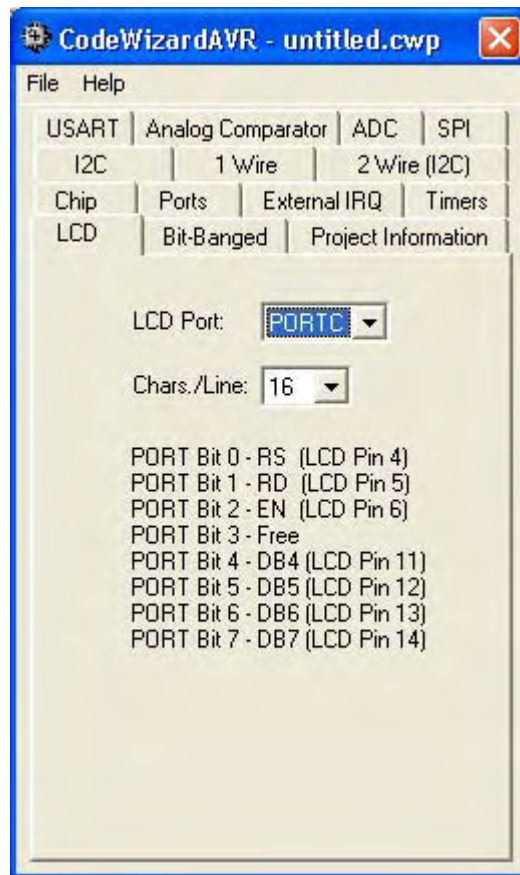 CodeWizardAVR - untitled.cwp
File Help
USART Analog Comparator ADC SPI
I2C 1 Wire 2 Wire (I2C)
Chip Ports External IRQ Timers
LCD Bit-Banged Project Information
LCD Port: PORTC
Chars./Line: 16
PORT Bit 0 - RS (LCD Pin 4)
PORT Bit 1 - RD (LCD Pin 5)
PORT Bit 2 - EN (LCD Pin 6)
PORT Bit 3 - Free
PORT Bit 4 - DB4 (LCD Pin 11)
PORT Bit 5 - DB5 (LCD Pin 12)
PORT Bit 6 - DB6 (LCD Pin 13)
PORT Bit 7 - DB7 (LCD Pin 14)